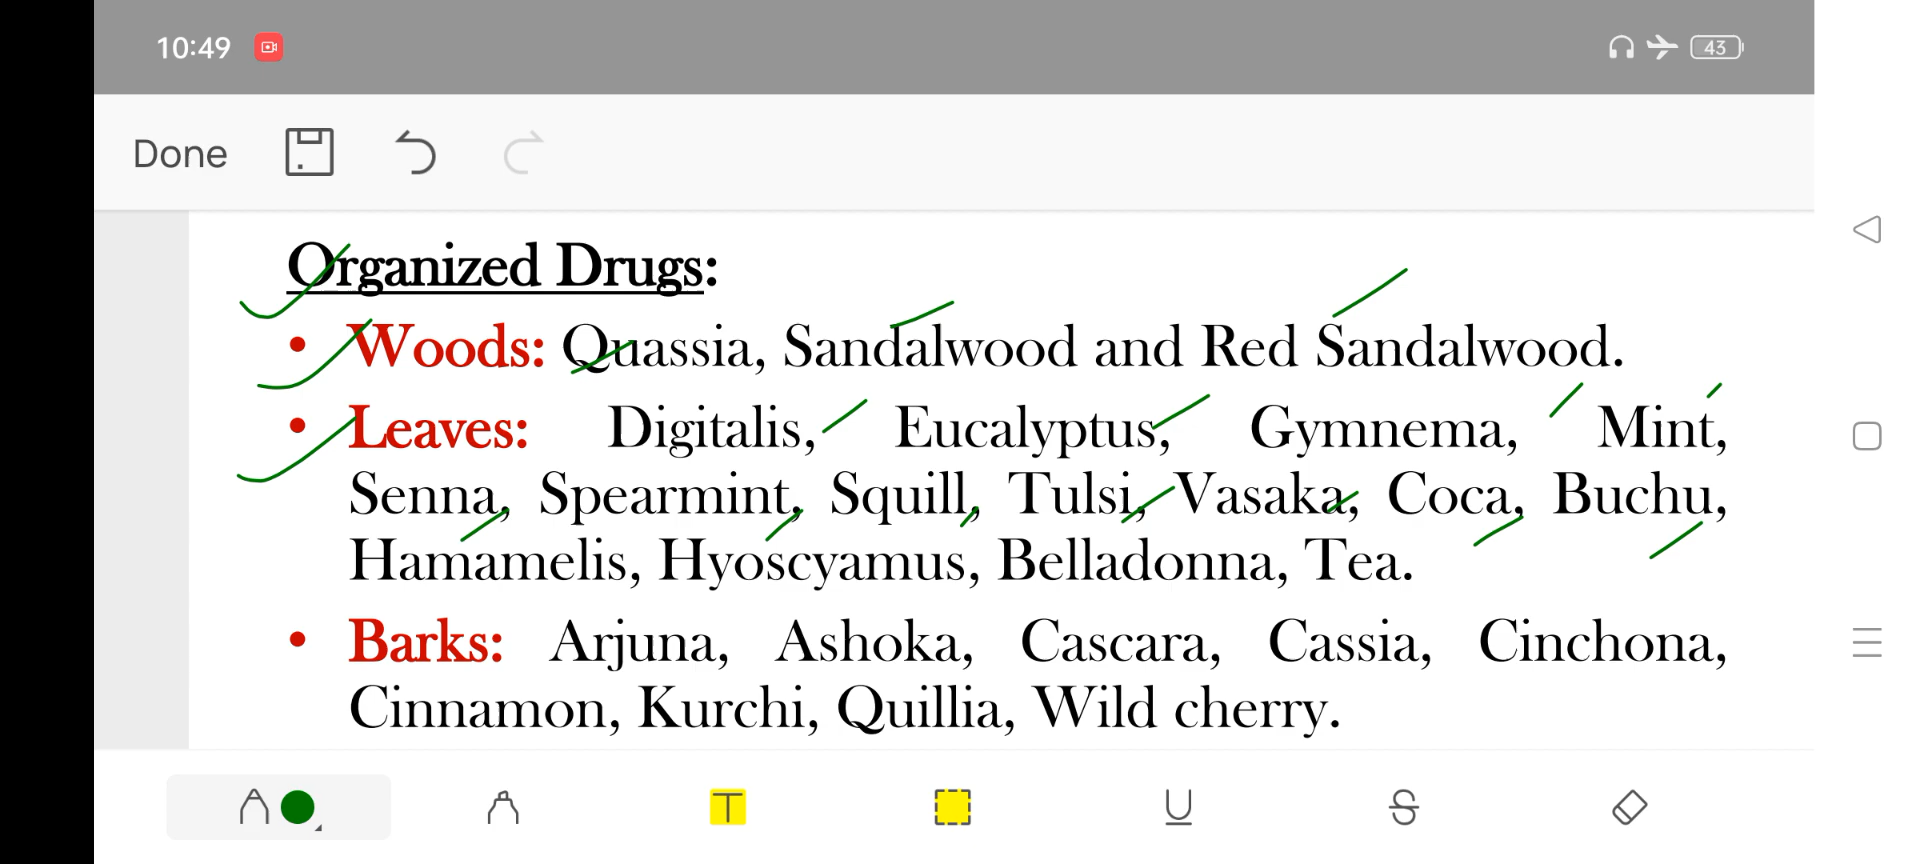 10:49
43
Done
Organized Drugs:
• Woods: Quassia, Sandalwood and Red Sandalwood.
• Leaves: Digitalis, Eucalyptus, Gymnema, Mint,
Senna, Spearmint, Squill, Tulsi, Vasaka, Coca, Buchu,
Hamamelis, Hyoscyamus, Belladonna, Tea.
• Barks: Arjuna, Ashoka, Cascara, Cassia, Cinchona,
Cinnamon, Kurchi, Quillia, Wild cherry.
T U S